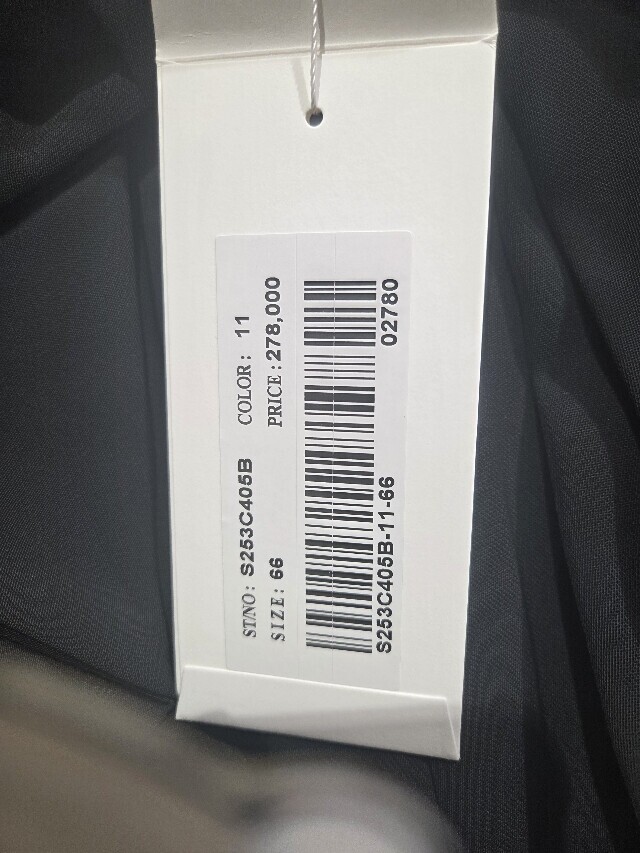 ST/NO: S253C405B COLOR: 11
SIZE: 66 PRICE: 278,000
S253C405B-11-66 02780